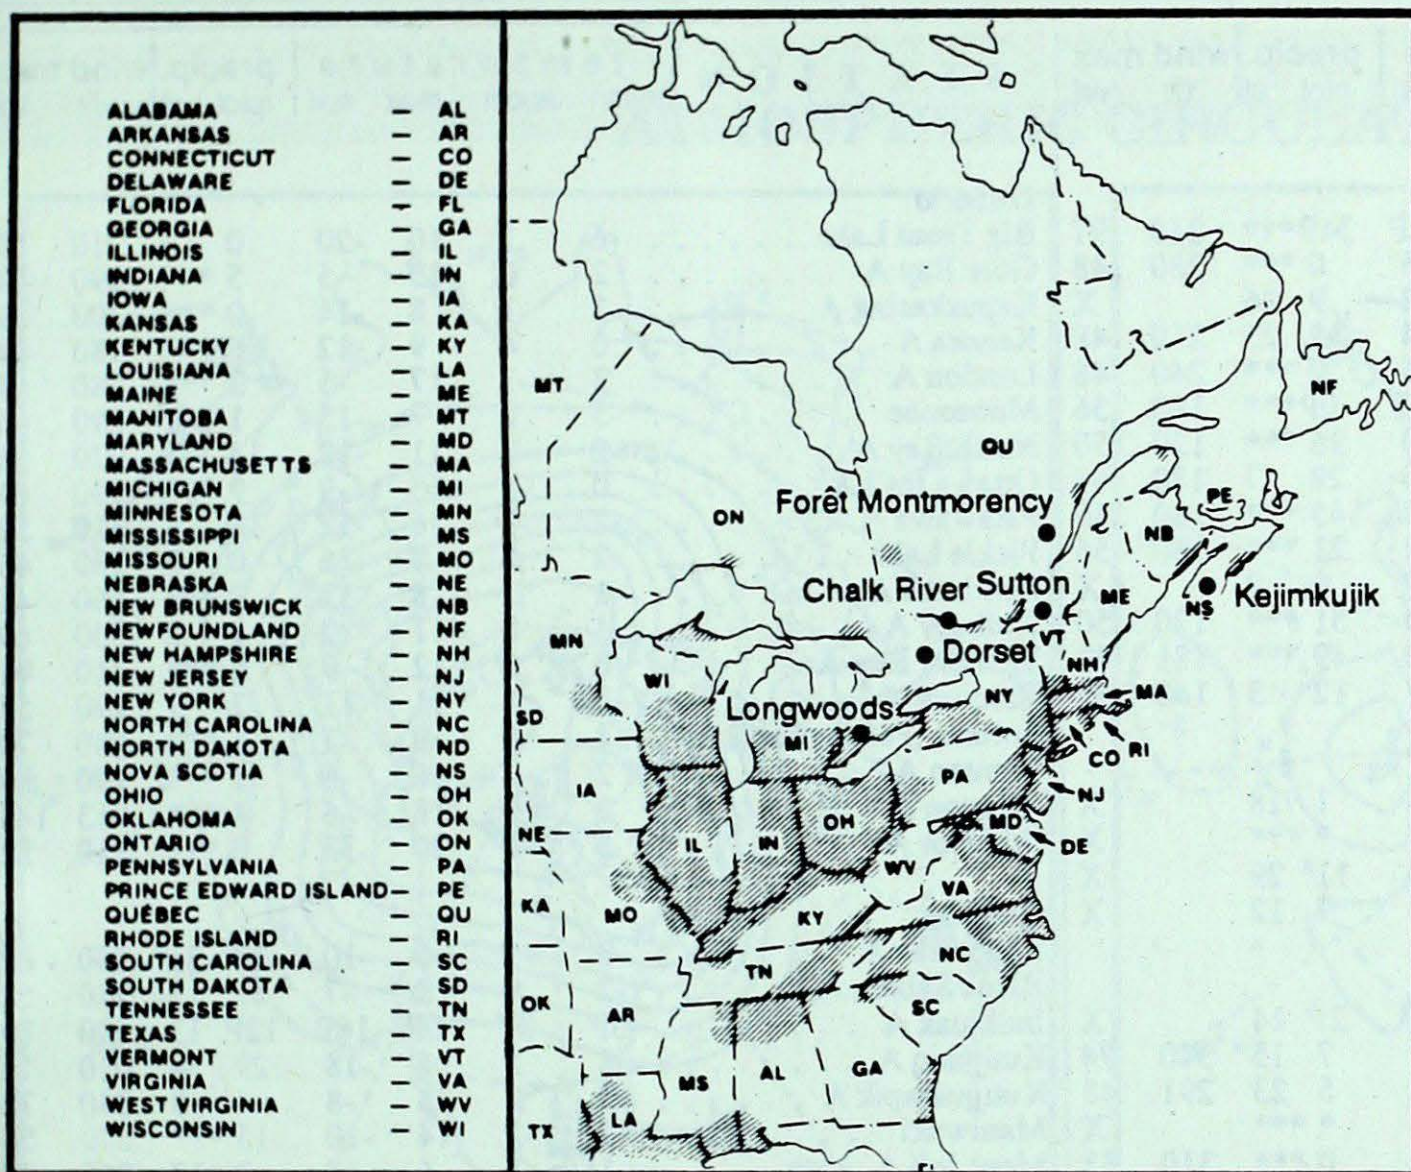 ALABAMA — AL
ARKANSAS — AR
CONNECTICUT — CO
DELAWARE — DE
FLORIDA — FL
GEORGIA — GA
ILLINOIS — IL
INDIANA — IN
IOWA — IA
KANSAS — KA
KENTUCKY — KY
LOUISIANA — LA
MAINE — ME
MANITOBA — MT
MARYLAND — MD
MASSACHUSETTS — MA
MICHIGAN — MI
MINNESOTA — MN
MISSISSIPPI — MS
MISSOURI — MO
NEBRASKA — NE
NEW BRUNSWICK — NB
NEWFOUNDLAND — NF
NEW HAMPSHIRE — NH
NEW JERSEY — NJ
NEW YORK — NY
NORTH CAROLINA — NC
NORTH DAKOTA — ND
NOVA SCOTIA — NS
OHIO — OH
OKLAHOMA — OK
ONTARIO — ON
PENNSYLVANIA — PA
PRINCE EDWARD ISLAND — PE
QUÉBEC — QU
RHODE ISLAND — RI
SOUTH CAROLINA — SC
SOUTH DAKOTA — SD
TENNESSEE — TN
TEXAS — TX
VERMONT — VT
VIRGINIA — VA
WEST VIRGINIA — WV
WISCONSIN — WI
MT
NF
QU
Forêt Montmorency
PE
ON
NB
Chalk River
Sutton
ME
NS
Kejimkujik
MN
VT
Dorset
NH
WI
NY
MA
SD
Longwoods
MI
CO
RI
IA
PA
NJ
NE
IL
IN
OH
MD
DE
WV
VA
KA
MO
KY
TN
NC
OK
AR
SC
MS
AL
GA
TX
LA